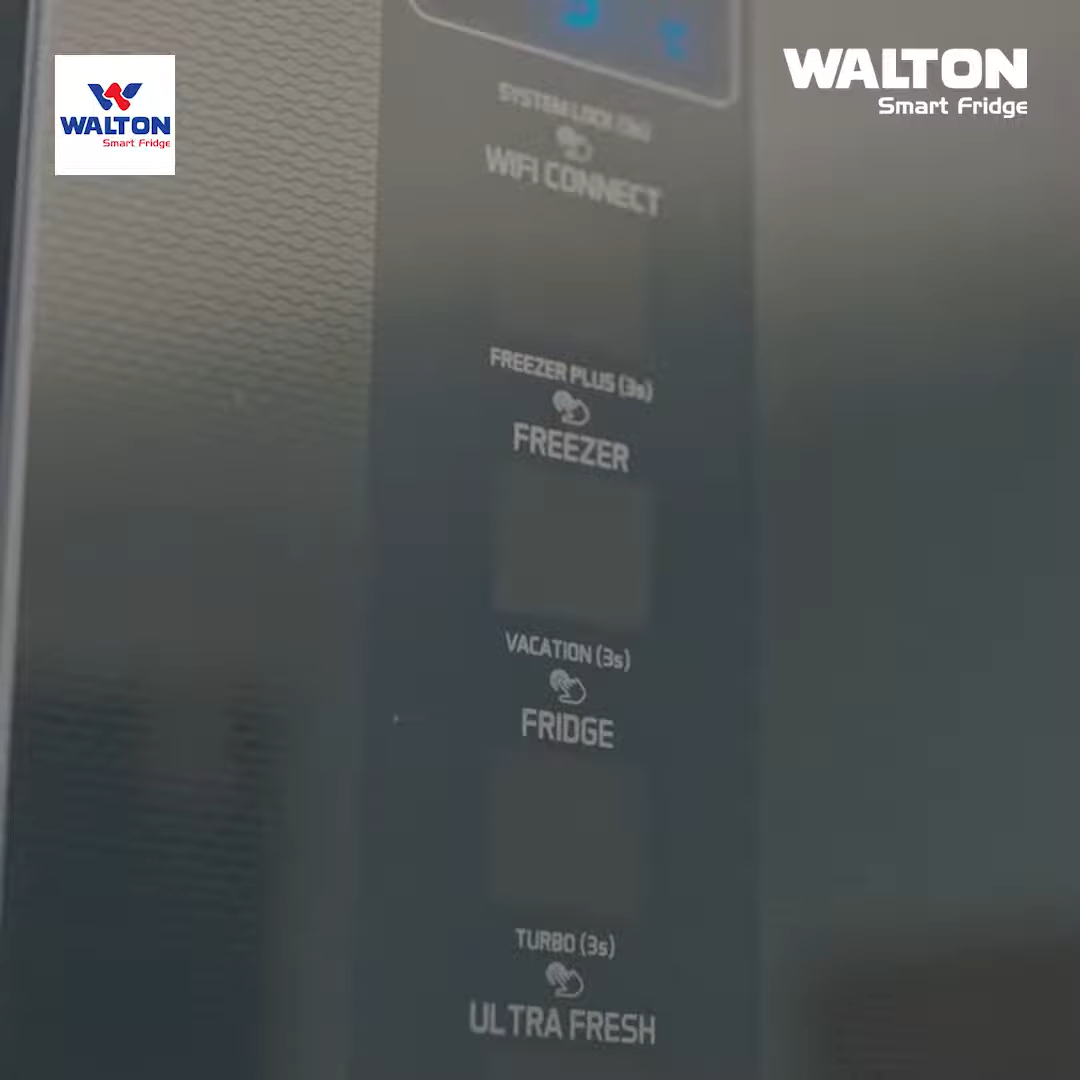 WALTON
Smart Fridge
WALTON
Smart Fridge
SYSTEM LOCK (3s)
WIFI CONNECT
FREEZER PLUS (3s)
FREEZER
VACATION (3s)
FRIDGE
TURBO (3s)
ULTRA FRESH